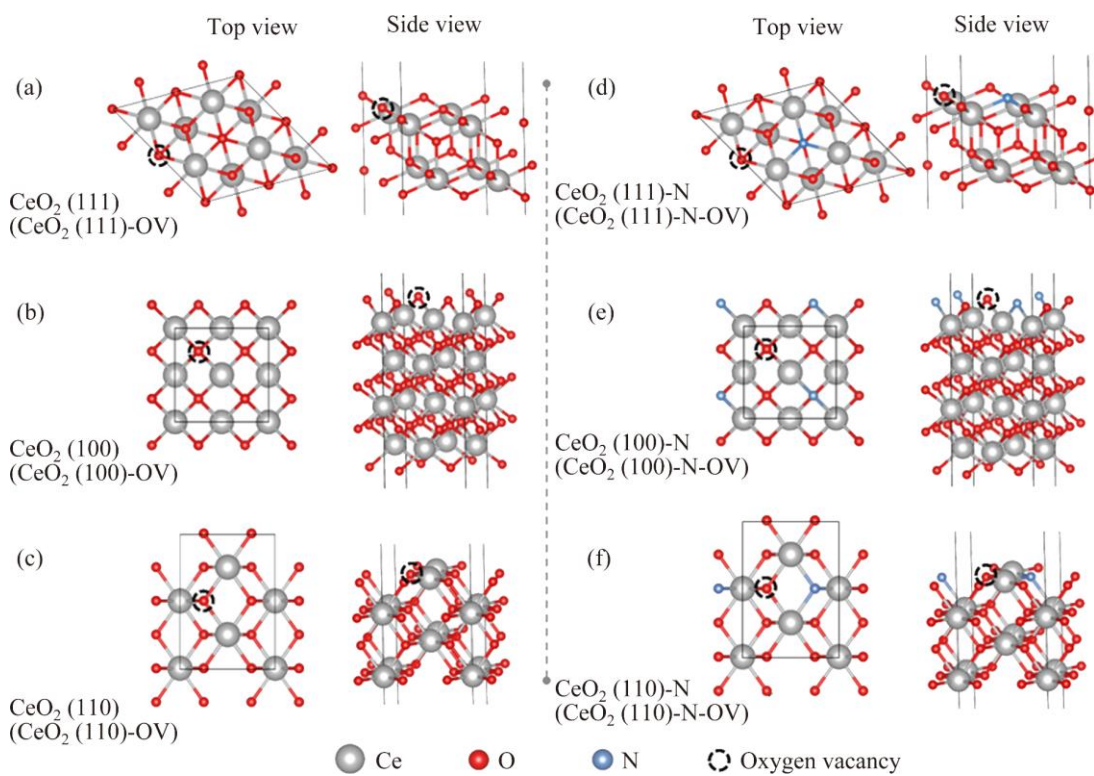 Top view Side view Top view Side view
(a)
CeO₂ (111)
(CeO₂ (111)-OV)
(d)
CeO₂ (111)-N
(CeO₂ (111)-N-OV)
(b)
CeO₂ (100)
(CeO₂ (100)-OV)
(e)
CeO₂ (100)-N
(CeO₂ (100)-N-OV)
(c)
CeO₂ (110)
(CeO₂ (110)-OV)
(f)
CeO₂ (110)-N
(CeO₂ (110)-N-OV)
Ce O N Oxygen vacancy